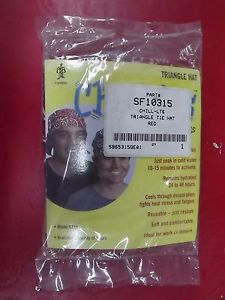 TRIANGLE HAT
PART#
SF10315
CHILL-ITS
TRIANGLE TIE HAT
RED
QTY
1
Just soak in cold water
10-15 minutes to activate
Remains hydrated
24 to 48 hours
Cools through evaporation,
fights heat stress and fatigue
Reusable - just resoak
Soft and comfortable
Ideal for work or leisure